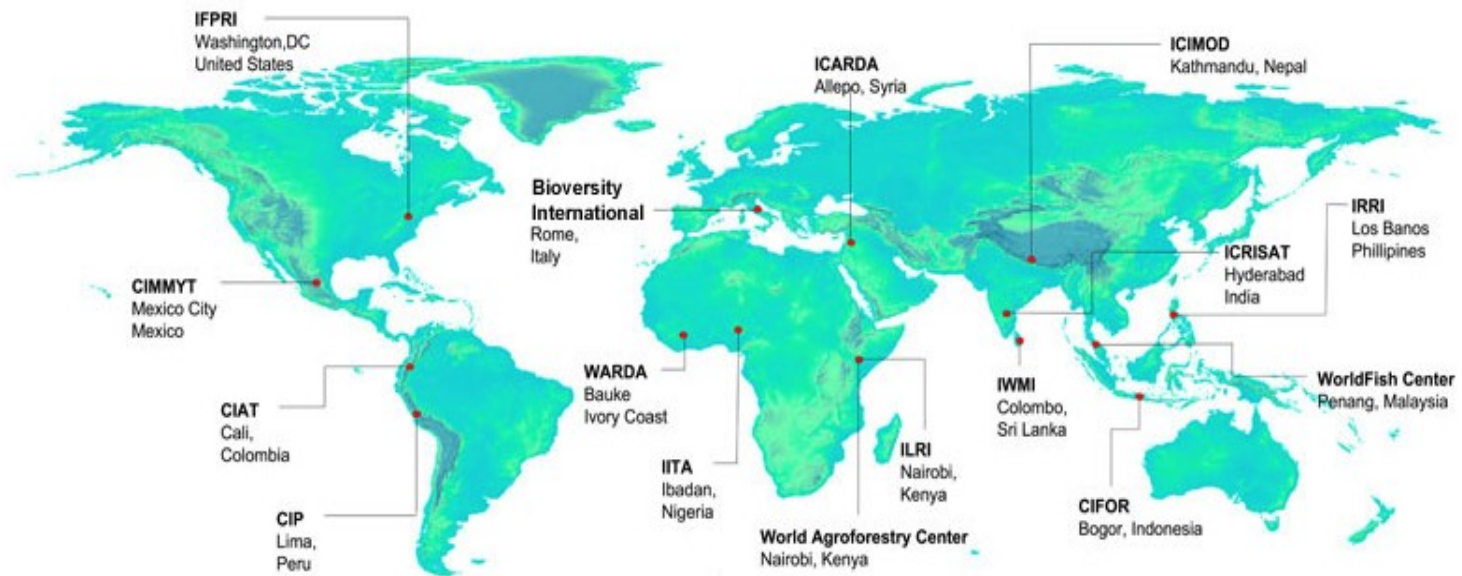 IFPRI
Washington,DC
United States
ICARDA
Allepo, Syria
ICIMOD
Kathmandu, Nepal
Bioversity
International
Rome,
Italy
IRRI
Los Banos
Phillipines
ICRISAT
Hyderabad
India
CIMMYT
Mexico City
Mexico
WARDA
Bauke
Ivory Coast
IWMI
Colombo,
Sri Lanka
WorldFish Center
Penang, Malaysia
CIAT
Cali,
Colombia
ILRI
Nairobi,
Kenya
IITA
Ibadan,
Nigeria
CIFOR
Bogor, Indonesia
CIP
Lima,
Peru
World Agroforestry Center
Nairobi, Kenya